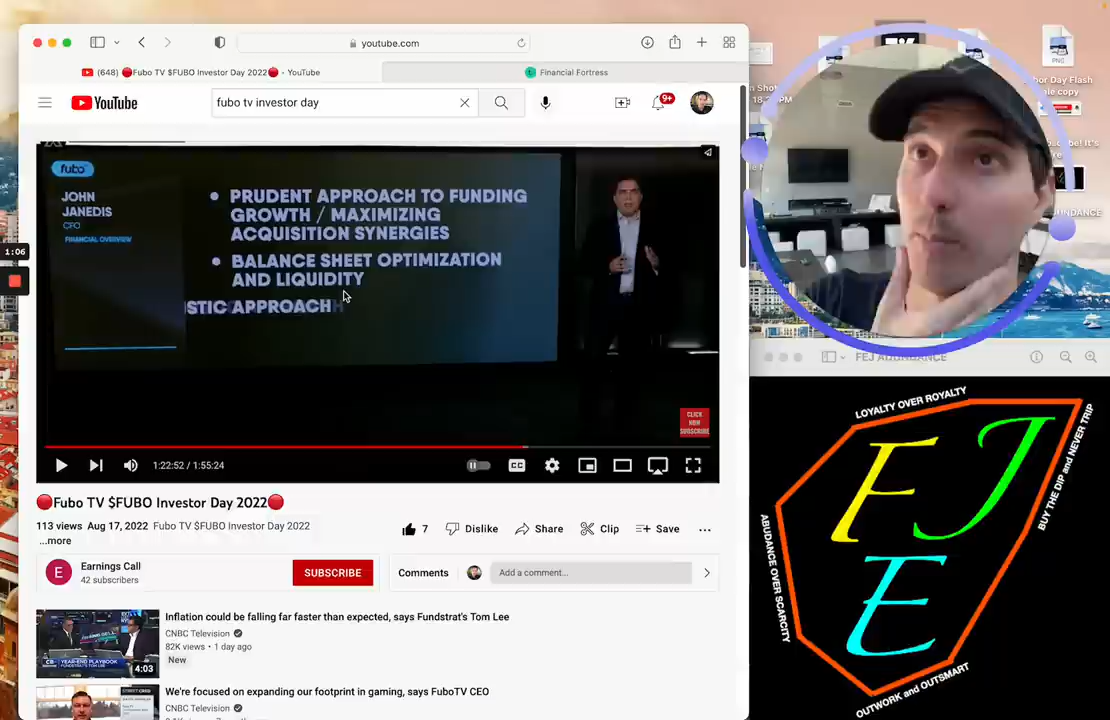 youtube.com
(648) 🔴Fubo TV $FUBO Investor Day 2022🔴 - YouTube
Financial Fortress
YouTube
fubo tv investor day
9+
PNG
fubo
JOHN
JANEDIS
CFO
FINANCIAL OVERVIEW
• PRUDENT APPROACH TO FUNDING
GROWTH / MAXIMIZING
ACQUISITION SYNERGIES
• BALANCE SHEET OPTIMIZATION
AND LIQUIDITY
ISTIC APPROACH
1:06
CLICK
NOW
SUBSCRIBE
1:22:52 / 1:55:24
CC
🔴Fubo TV $FUBO Investor Day 2022🔴
113 views Aug 17, 2022 Fubo TV $FUBO Investor Day 2022
...more
7
Dislike
Share
Clip
Save
E
Earnings Call
42 subscribers
SUBSCRIBE
Comments
Add a comment...
Inflation could be falling far faster than expected, says Fundstrat's Tom Lee
CNBC Television
82K views • 1 day ago
New
4:03
We're focused on expanding our footprint in gaming, says FuboTV CEO
CNBC Television
FEJ ABUNDANCE
LOYALTY OVER ROYALTY
BUY THE DIP and NEVER TRIP
ABUDANCE OVER SCARCITY
OUTWORK and OUTSMART
F
J
E